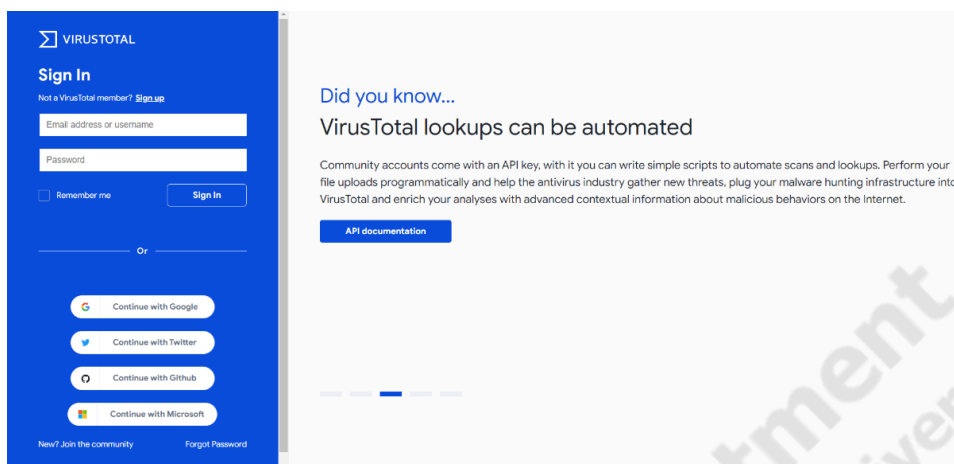 VIRUSTOTAL
Sign In
Not a VirusTotal member? Sign up
Email address or username
Password
Remember me
Sign In
Or
Continue with Google
Continue with Twitter
Continue with Github
Continue with Microsoft
New? Join the community
Forgot Password
Did you know...
VirusTotal lookups can be automated
Community accounts come with an API key, with it you can write simple scripts to automate scans and lookups. Perform your
file uploads programmatically and help the antivirus industry gather new threats, plug your malware hunting infrastructure into
VirusTotal and enrich your analyses with advanced contextual information about malicious behaviors on the Internet.
API documentation